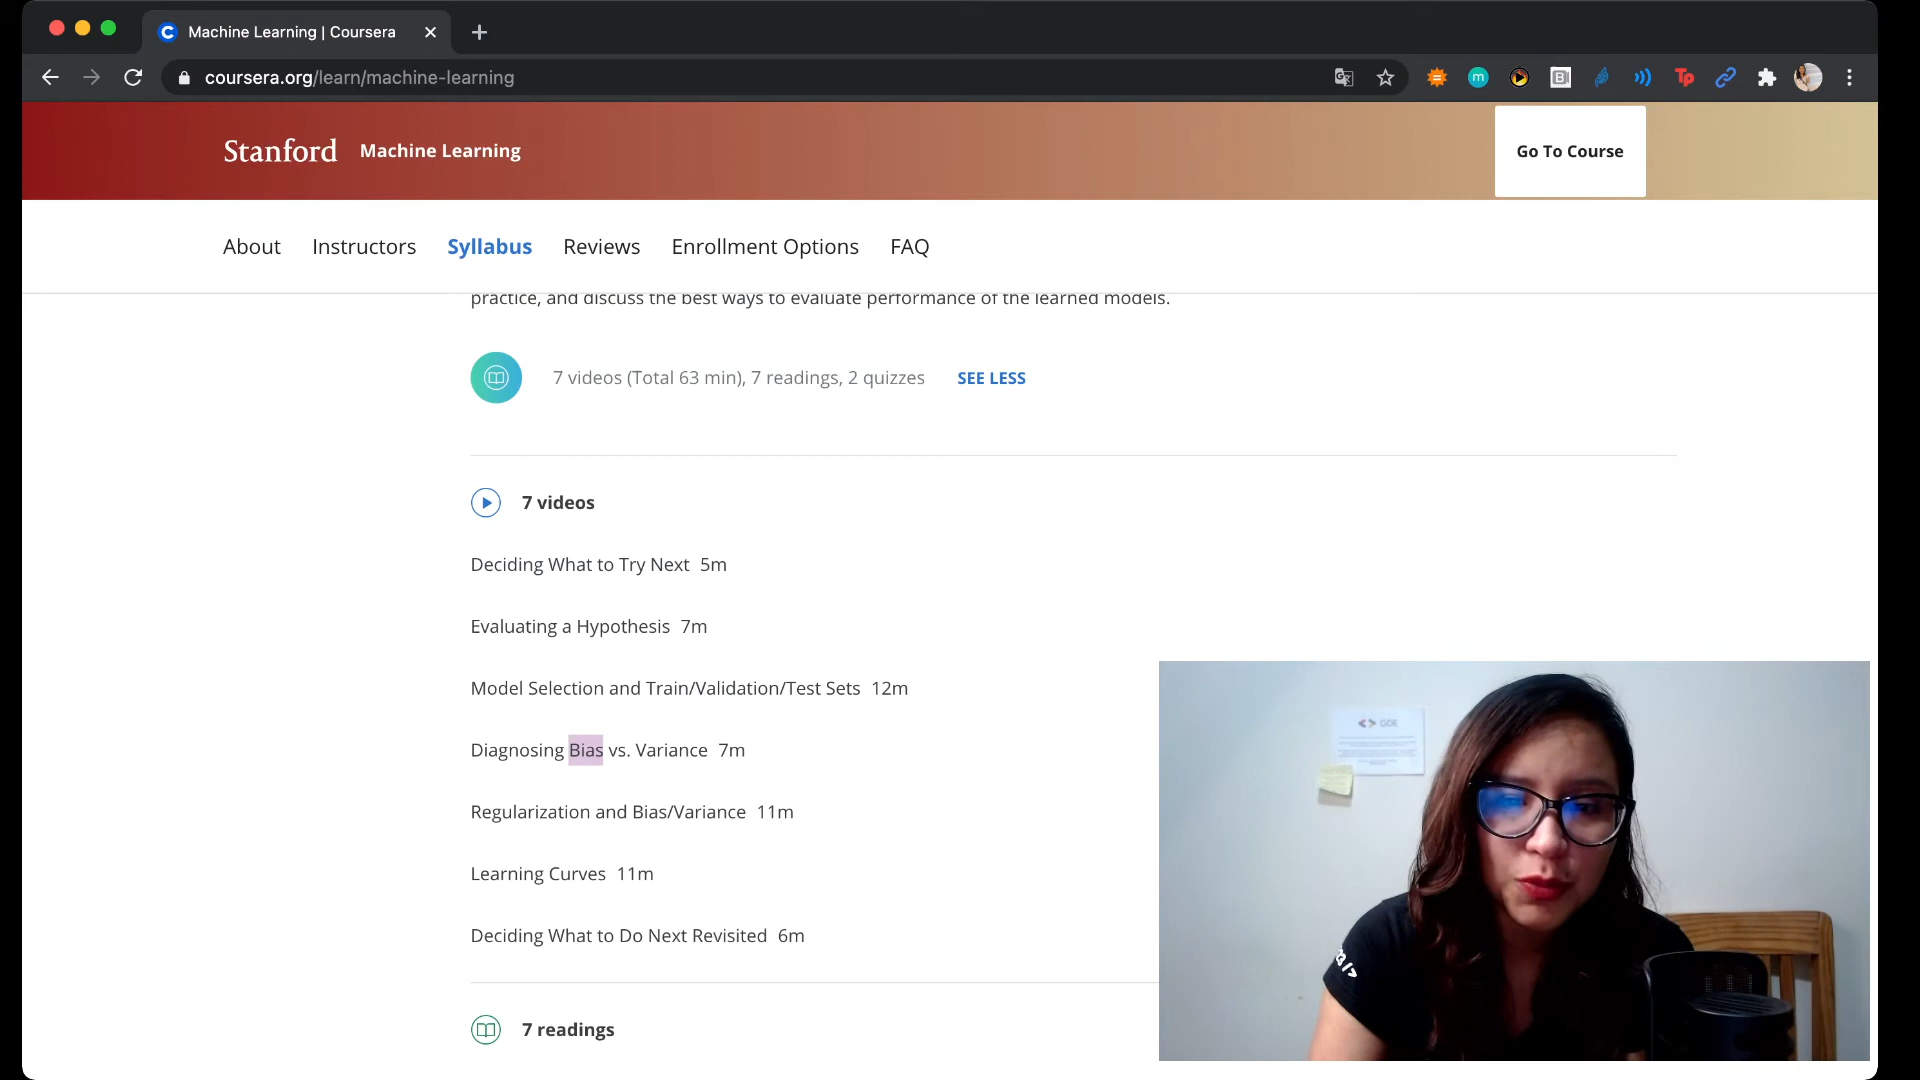 Machine Learning | Coursera
coursera.org/learn/machine-learning
m
B
Tp
Stanford Machine Learning
Go To Course
About Instructors Syllabus Reviews Enrollment Options FAQ
practice, and discuss the best ways to evaluate performance of the learned models.
7 videos (Total 63 min), 7 readings, 2 quizzes SEE LESS
7 videos
Deciding What to Try Next 5m
Evaluating a Hypothesis 7m
Model Selection and Train/Validation/Test Sets 12m
Diagnosing Bias vs. Variance 7m
Regularization and Bias/Variance 11m
Learning Curves 11m
Deciding What to Do Next Revisited 6m
7 readings
GDE